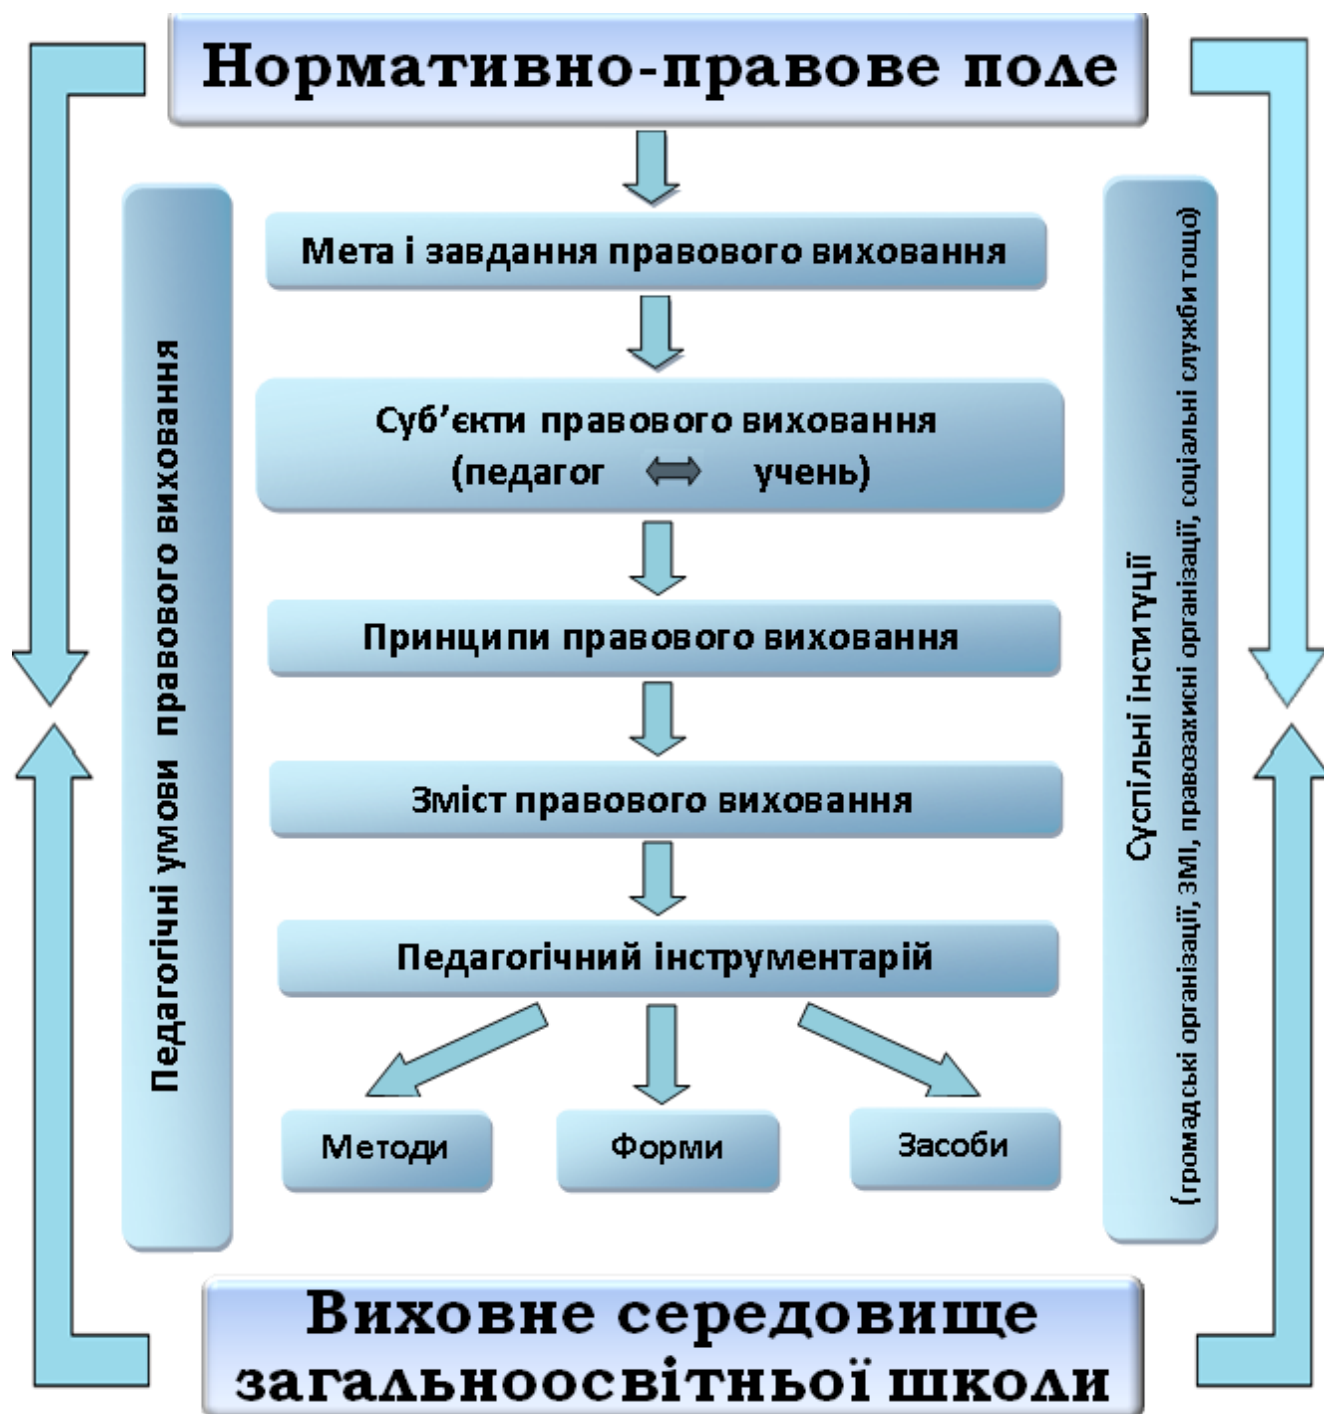 Нормативно-правове поле
Педагогічні умови правового виховання
Мета і завдання правового виховання
Суб’єкти правового виховання
(педагог учень)
Принципи правового виховання
Зміст правового виховання
Педагогічний інструментарій
Методи
Форми
Засоби
Суспільні інституції
(громадські організації, ЗМІ, правозахисні організації, соціальні служби тощо)
Виховне середовище
загальноосвітньої школи